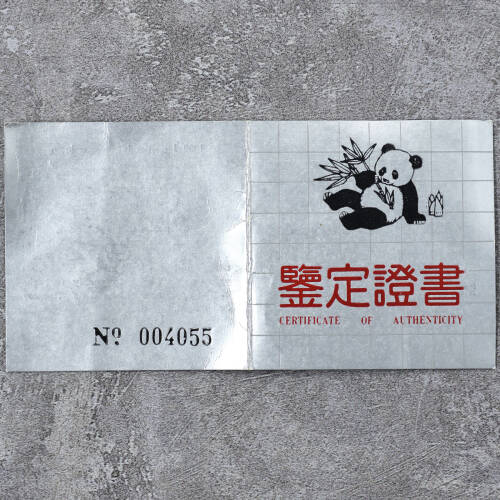 No 004055
鑒定證書
CERTIFICATE OF AUTHENTICITY